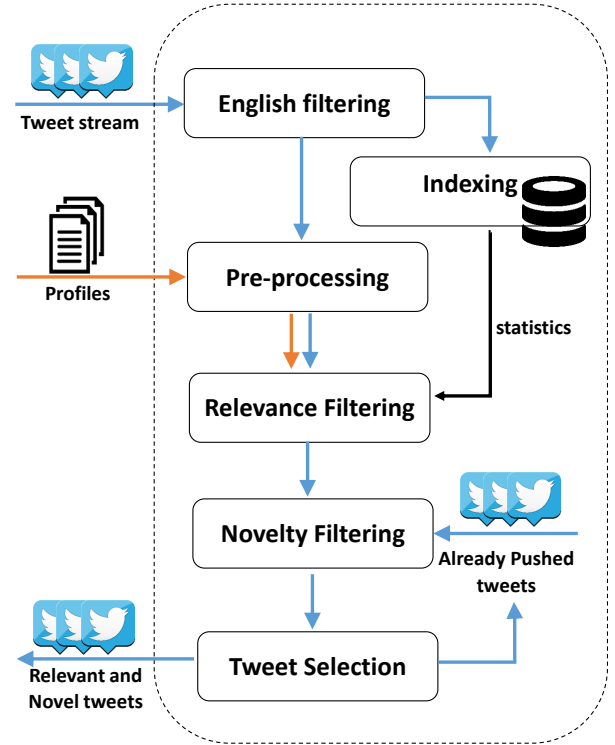 English filtering
Tweet stream
Indexing
Pre-processing
Profiles
statistics
Relevance Filtering
Novelty Filtering
Already Pushed
tweets
Tweet Selection
Relevant and
Novel tweets